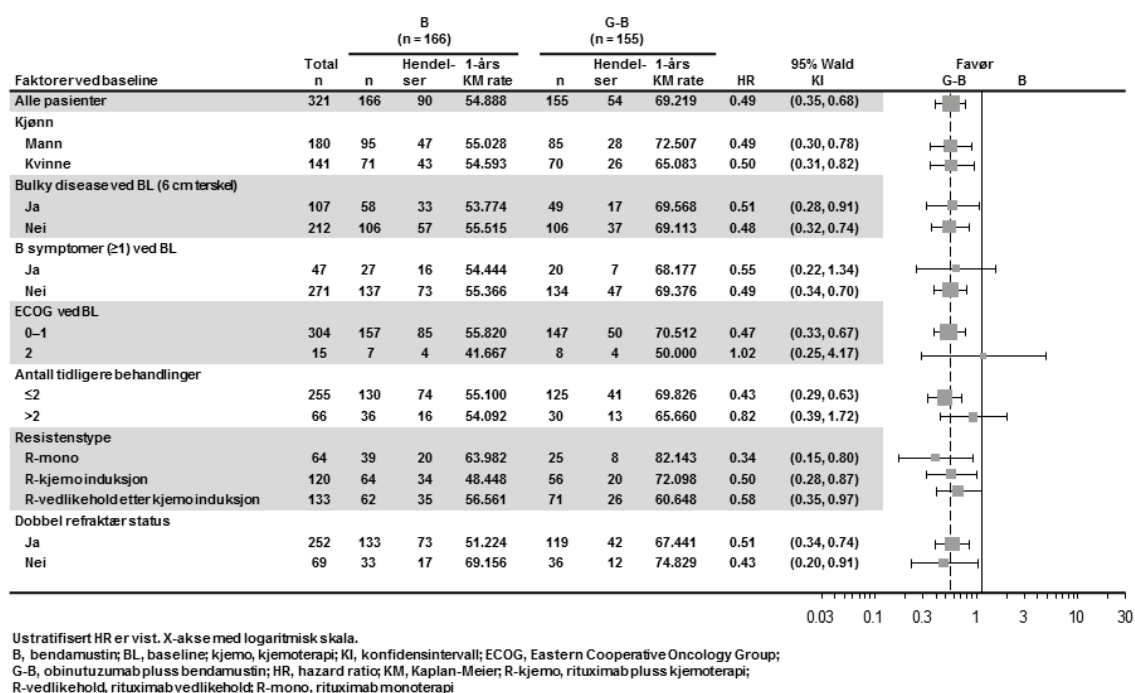 B G-B
(n = 166) (n = 155)
Total Hendel- 1-års Hendel- 1-års 95% Wald Favør
Faktorer ved baseline n n ser KM rate n ser KM rate HR KI G-B B
Alle pasienter 321 166 90 54.888 155 54 69.219 0.49 (0.35, 0.68)
Kjønn
Mann 180 95 47 55.028 85 28 72.507 0.49 (0.30, 0.78)
Kvinne 141 71 43 54.593 70 26 65.083 0.50 (0.31, 0.82)
Bulky disease ved BL (6 cm terskel)
Ja 107 58 33 53.774 49 17 69.568 0.51 (0.28, 0.91)
Nei 212 106 57 55.515 106 37 69.113 0.48 (0.32, 0.74)
B symptomer (≥1) ved BL
Ja 47 27 16 54.444 20 7 68.177 0.55 (0.22, 1.34)
Nei 271 137 73 55.366 134 47 69.376 0.49 (0.34, 0.70)
ECOG ved BL
0–1 304 157 85 55.820 147 50 70.512 0.47 (0.33, 0.67)
2 15 7 4 41.667 8 4 50.000 1.02 (0.25, 4.17)
Antall tidligere behandlinger
≤2 255 130 74 55.100 125 41 69.826 0.43 (0.29, 0.63)
>2 66 36 16 54.092 30 13 65.660 0.82 (0.39, 1.72)
Resistenstype
R-mono 64 39 20 63.982 25 8 82.143 0.34 (0.15, 0.80)
R-kjemo induksjon 120 64 34 48.448 56 20 72.098 0.50 (0.28, 0.87)
R-vedlikehold etter kjemo induksjon 133 62 35 56.561 71 26 60.648 0.58 (0.35, 0.97)
Dobbel refraktær status
Ja 252 133 73 51.224 119 42 67.441 0.51 (0.34, 0.74)
Nei 69 33 17 69.156 36 12 74.829 0.43 (0.20, 0.91)
0.03 0.1 0.3 1 3 10 30
Ustratifisert HR er vist. X-akse med logaritmisk skala.
B, bendamustin; BL, baseline; kjemo, kjemoterapi; KI, konfidensintervall; ECOG, Eastern Cooperative Oncology Group;
G-B, obinutuzumab pluss bendamustin; HR, hazard ratio; KM, Kaplan-Meier; R-kjemo, rituximab pluss kjemoterapi;
R-vedlikehold, rituximab vedlikehold; R-mono, rituximab monoterapi